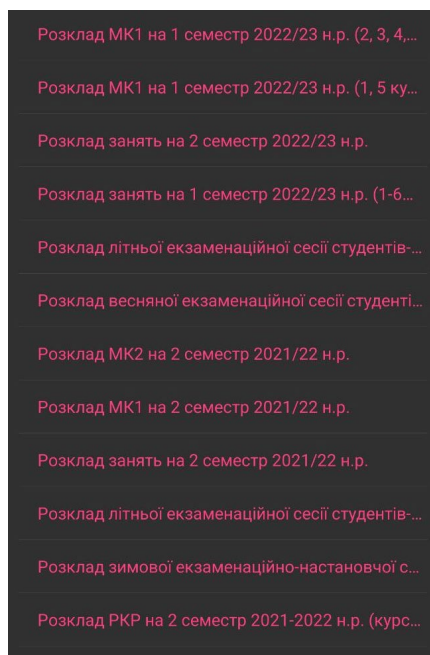 Розклад МК1 на 1 семестр 2022/23 н.р. (2, 3, 4,...
Розклад МК1 на 1 семестр 2022/23 н.р. (1, 5 ку...
Розклад занять на 2 семестр 2022/23 н.р.
Розклад занять на 1 семестр 2022/23 н.р. (1-6...
Розклад літньої екзаменаційної сесії студентів-...
Розклад весняної екзаменаційної сесії студенті...
Розклад МК2 на 2 семестр 2021/22 н.р.
Розклад МК1 на 2 семестр 2021/22 н.р.
Розклад занять на 2 семестр 2021/22 н.р.
Розклад літньої екзаменаційної сесії студентів-...
Розклад зимової екзаменаційно-настановчої с...
Розклад РКР на 2 семестр 2021-2022 н.р. (курс...